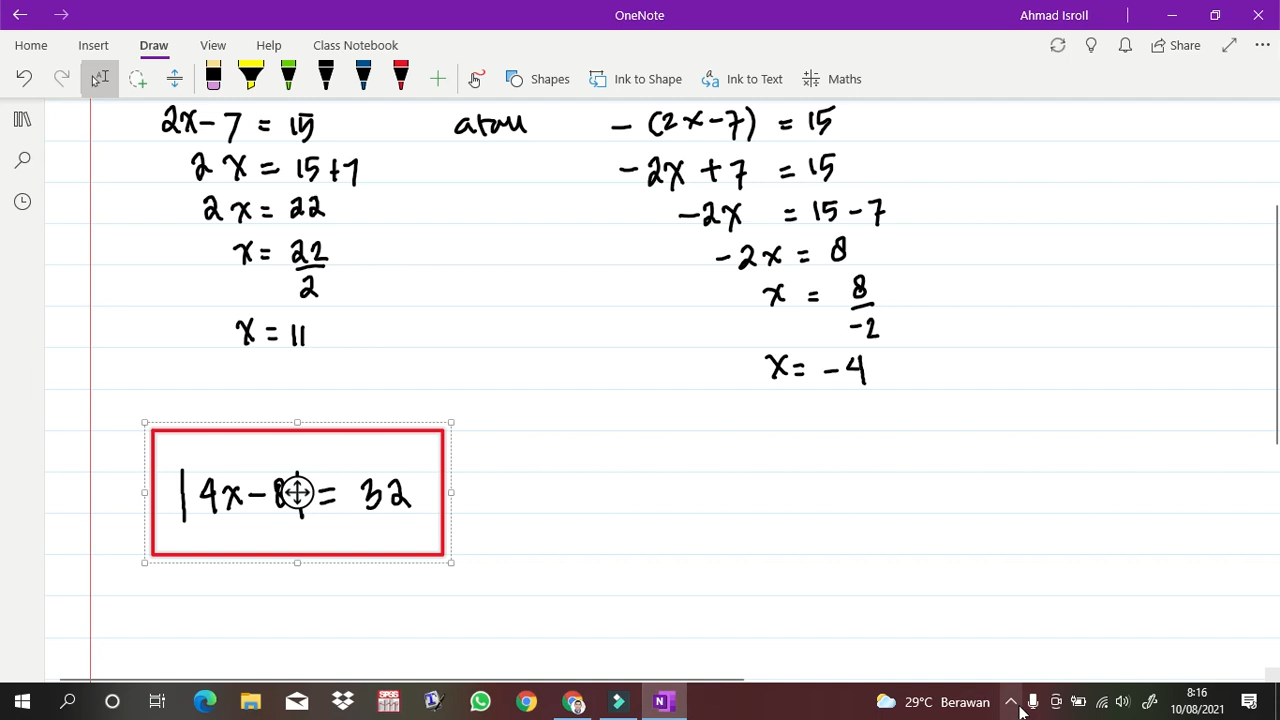 OneNote
Ahmad Isroll
Home Insert Draw View Help Class Notebook Share
Shapes Ink to Shape Ink to Text Maths
2x - 7 = 15 atau - (2x - 7) = 15
2x = 15 + 7 -2x + 7 = 15
2x = 22 -2x = 15 - 7
x = 22/2 -2x = 8
x = 11 x = 8/-2
x = -4
|4x - 8| = 32
29°C Berawan
8:16
10/08/2021